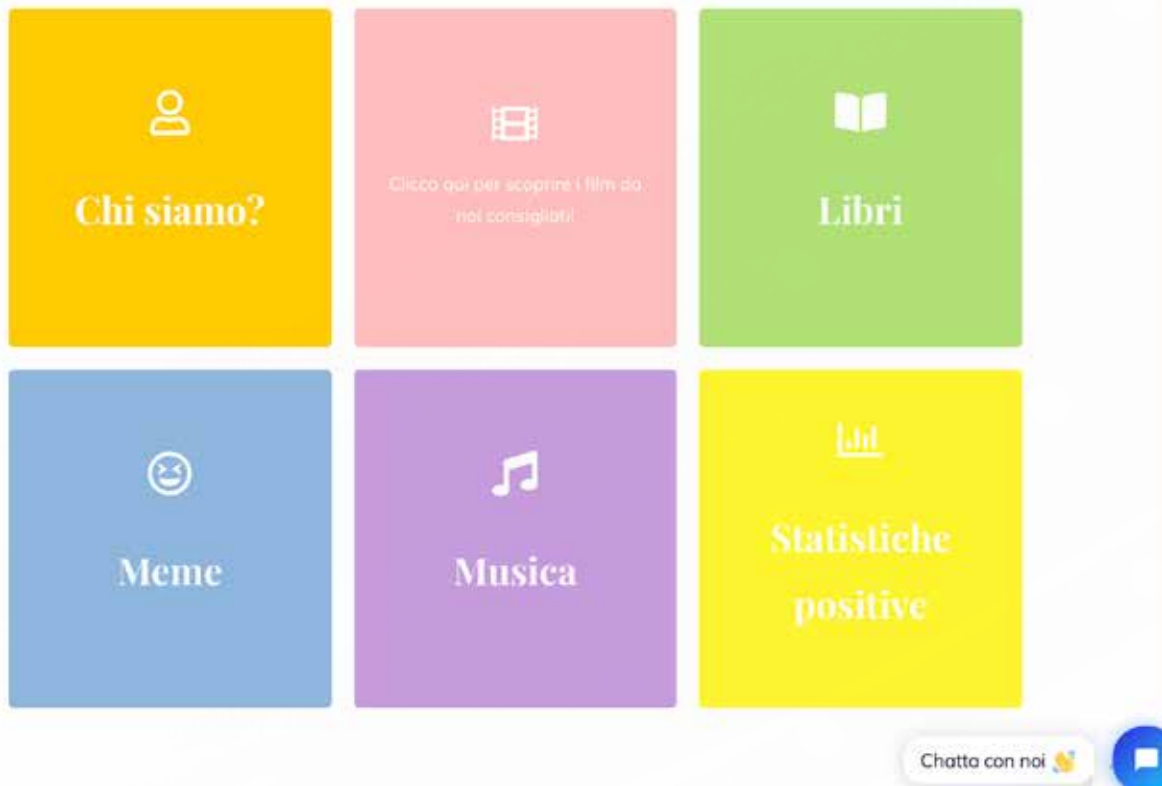 Chi siamo?
Clicca qui per scoprire i film da
noi consigliati!
Libri
Meme
Musica
Statistiche
positive
Chatta con noi 👋